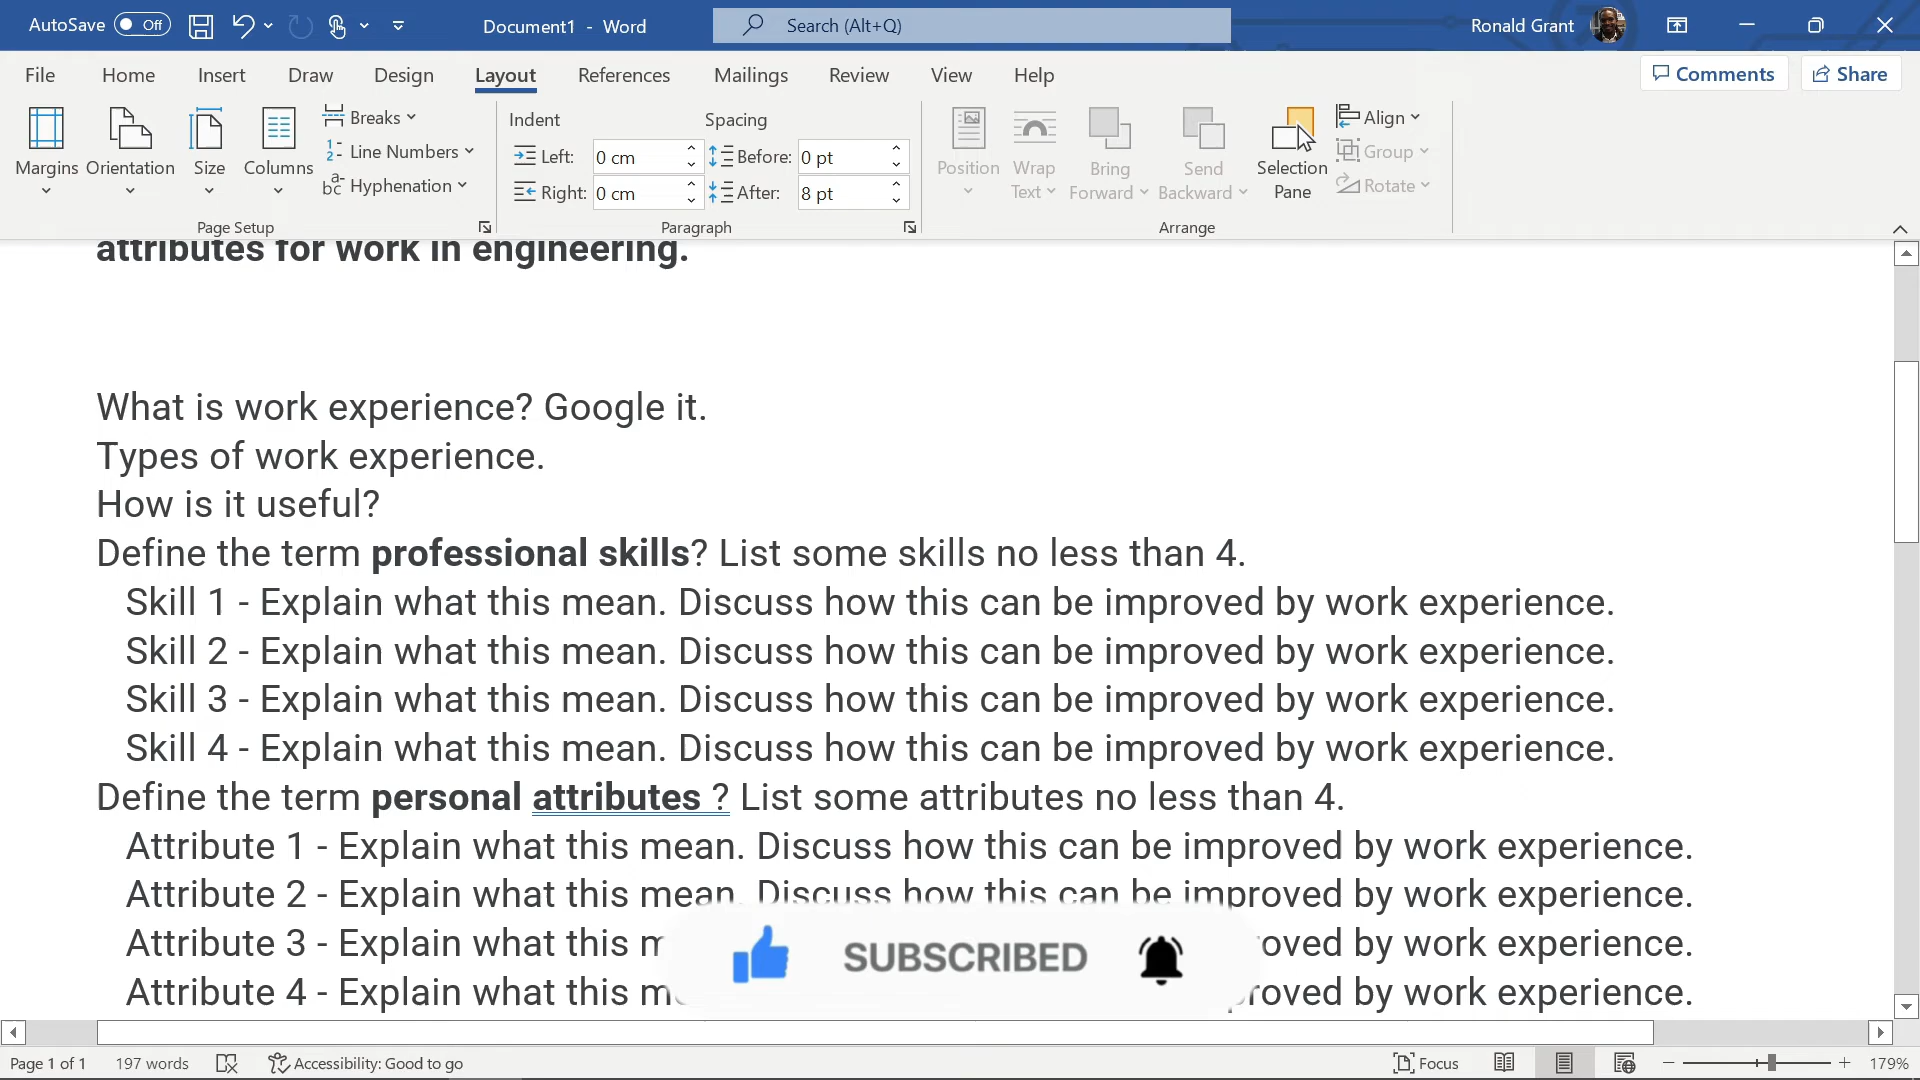 AutoSave Off Document1 - Word Search (Alt+Q) Ronald Grant
File Home Insert Draw Design Layout References Mailings Review View Help Comments Share
Margins Orientation Size Columns Breaks Line Numbers Hyphenation
Page Setup
Indent Spacing
Left: 0 cm Before: 0 pt
Right: 0 cm After: 8 pt
Paragraph
Position Wrap Text Bring Forward Send Backward Selection Pane Align Group Rotate
Arrange
attributes for work in engineering.
What is work experience? Google it.
Types of work experience.
How is it useful?
Define the term professional skills? List some skills no less than 4.
Skill 1 - Explain what this mean. Discuss how this can be improved by work experience.
Skill 2 - Explain what this mean. Discuss how this can be improved by work experience.
Skill 3 - Explain what this mean. Discuss how this can be improved by work experience.
Skill 4 - Explain what this mean. Discuss how this can be improved by work experience.
Define the term personal attributes ? List some attributes no less than 4.
Attribute 1 - Explain what this mean. Discuss how this can be improved by work experience.
Attribute 2 - Explain what this mean. Discuss how this can be improved by work experience.
Attribute 3 - Explain what this by work experience.
Attribute 4 - Explain what this by work experience.
SUBSCRIBED
Page 1 of 1 197 words Accessibility: Good to go Focus 179%